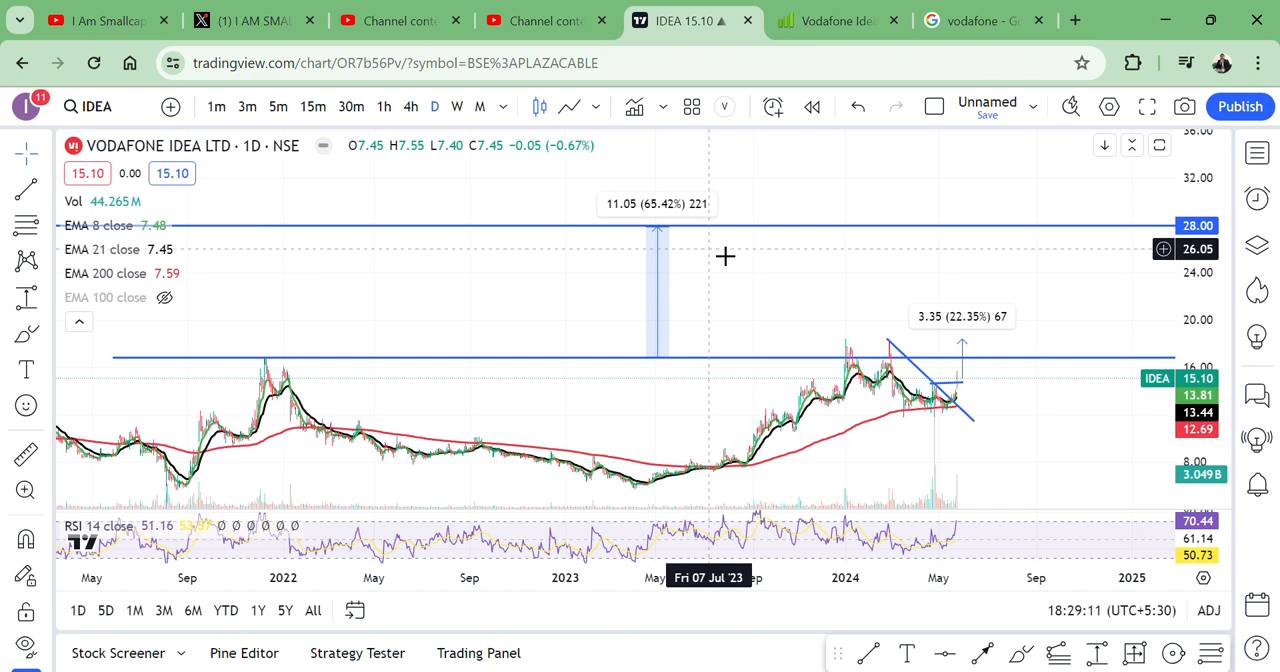 I Am Smallcap
(1) I AM SMAL
Channel conte
Channel conte
IDEA 15.10
Vodafone Idea
vodafone - Go
tradingview.com/chart/OR7b56Pv/?symbol=BSE%3APLAZACABLE
I
11
IDEA
1m 3m 5m 15m 30m 1h 4h D W M
V
Unnamed
Save
Publish
VODAFONE IDEA LTD · 1D · NSE
O7.45 H7.55 L7.40 C7.45 −0.05 (−0.67%)
15.10 0.00 15.10
Vol 44.265M
EMA 8 close 7.48
EMA 21 close 7.45
EMA 200 close 7.59
EMA 100 close
11.05 (65.42%) 221
3.35 (22.35%) 67
36.00
32.00
28.00
26.05
24.00
20.00
16.00
IDEA 15.10
13.81
13.44
12.69
8.00
3.049B
RSI 14 close 51.16 53.37 Ø Ø Ø Ø Ø Ø
70.44
61.14
50.73
May Sep 2022 May Sep 2023 May Fri 07 Jul '23 ep 2024 May Sep 2025
1D 5D 1M 3M 6M YTD 1Y 5Y All
18:29:11 (UTC+5:30) ADJ
Stock Screener Pine Editor Strategy Tester Trading Panel